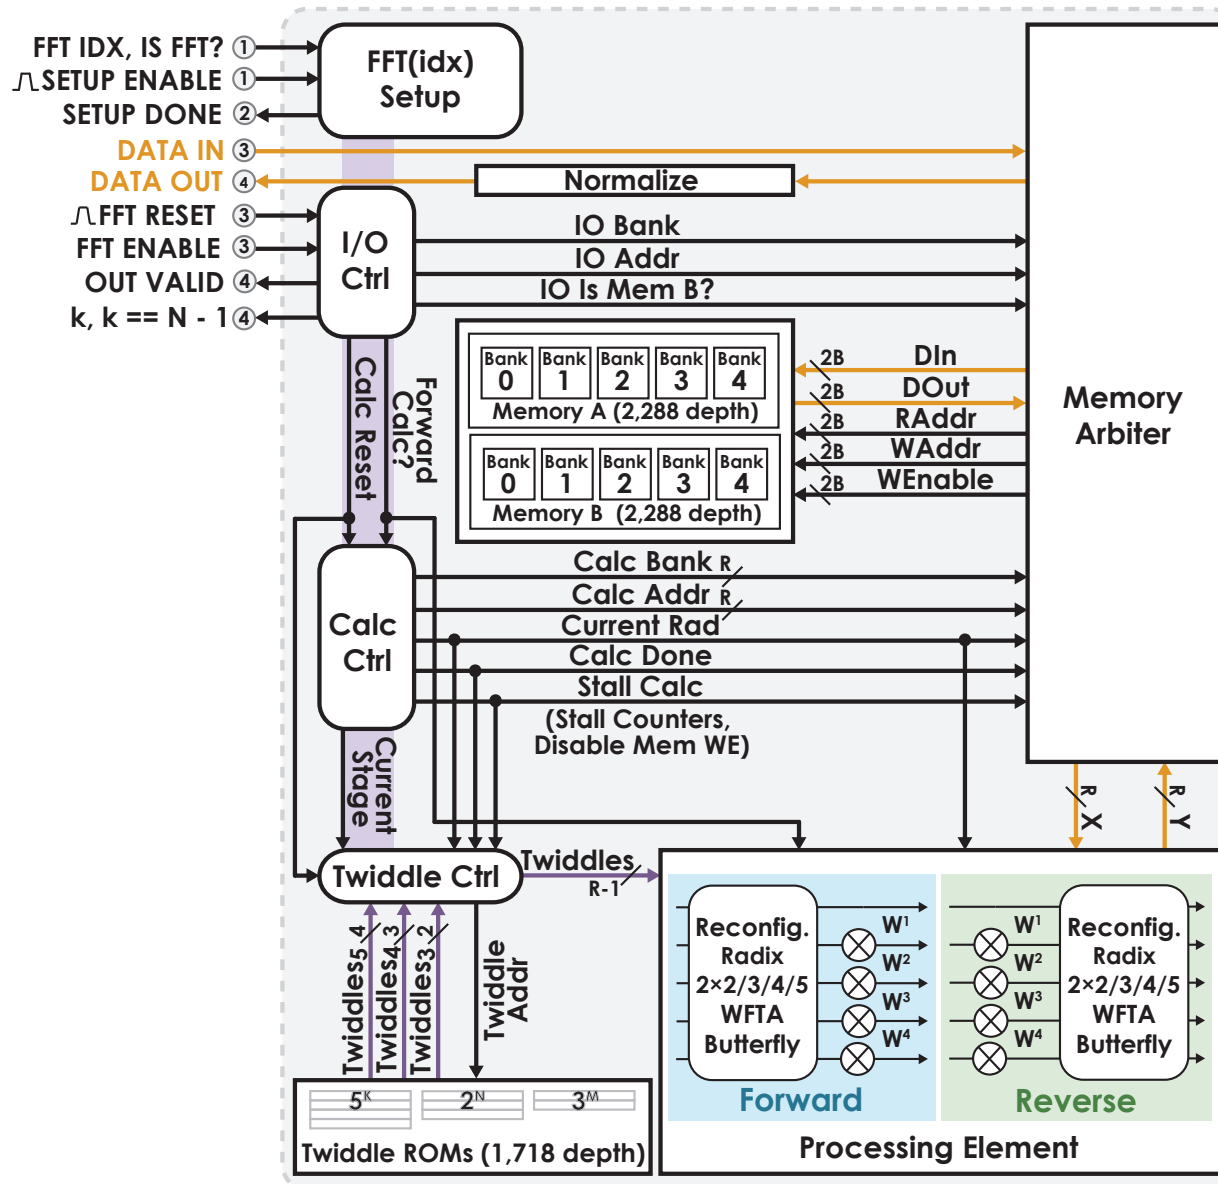 FFT IDX, IS FFT? 1
SETUP ENABLE 1
SETUP DONE 2
DATA IN 3
DATA OUT 4
FFT RESET 3
FFT ENABLE 3
OUT VALID 4
k, k == N - 1 4
FFT(idx)
Setup
Normalize
I/O
Ctrl
IO Bank
IO Addr
IO Is Mem B?
Memory
Arbiter
Bank Bank Bank Bank Bank
0 1 2 3 4
Memory A (2,288 depth)
Bank Bank Bank Bank Bank
0 1 2 3 4
Memory B (2,288 depth)
2B DIn
2B DOut
2B RAddr
2B WAddr
2B WEnable
Calc Reset
Forward
Calc?
Calc
Ctrl
Calc Bank R
Calc Addr R
Current Rad
Calc Done
Stall Calc
(Stall Counters,
Disable Mem WE)
Current
Stage
R X
R Y
Twiddle Ctrl
Twiddles
R-1
Twiddles5 4
Twiddles4 3
Twiddles3 2
Twiddle
Addr
5ᴷ 2ᴺ 3ᴹ
Twiddle ROMs (1,718 depth)
Reconfig.
Radix
2×2/3/4/5
WFTA
Butterfly
W¹
W²
W³
W⁴
Forward
W¹
W²
W³
W⁴
Reconfig.
Radix
2×2/3/4/5
WFTA
Butterfly
Reverse
Processing Element